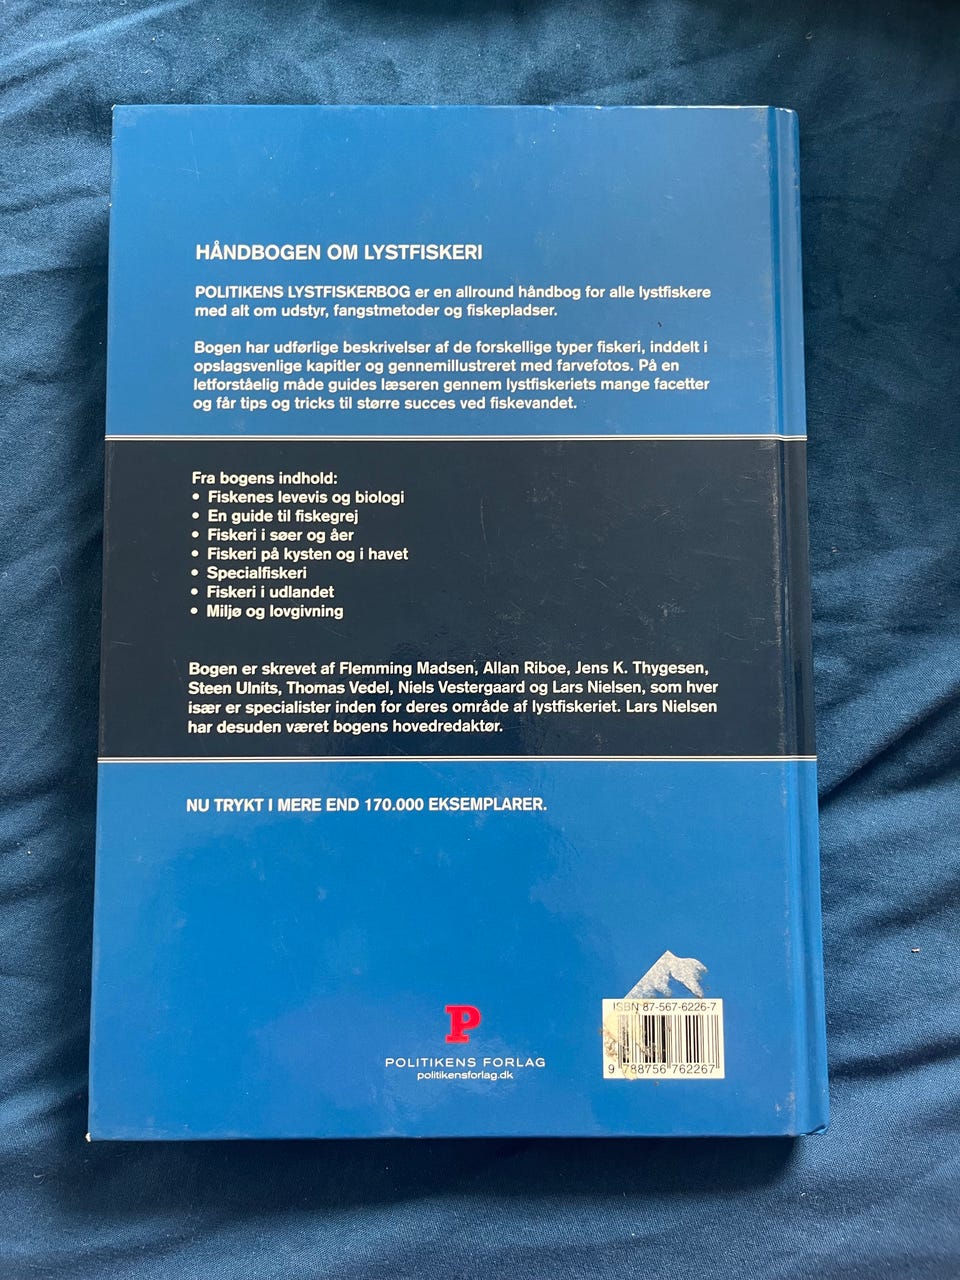 HÅNDBOGEN OM LYSTFISKERI
POLITIKENS LYSTFISKERBOG er en allround håndbog for alle lystfiskere
med alt om udstyr, fangstmetoder og fiskepladser.
Bogen har udførlige beskrivelser af de forskellige typer fiskeri, inddelt i
opslagsvenlige kapitler og gennemillustreret med farvefotos. På en
letforståelig måde guides læseren gennem lystfiskeriets mange facetter
og får tips og tricks til større succes ved fiskevandet.
Fra bogens indhold:
• Fiskenes levevis og biologi
• En guide til fiskegrej
• Fiskeri i søer og åer
• Fiskeri på kysten og i havet
• Specialfiskeri
• Fiskeri i udlandet
• Miljø og lovgivning
Bogen er skrevet af Flemming Madsen, Allan Riboe, Jens K. Thygesen,
Steen Ulnits, Thomas Vedel, Niels Vestergaard og Lars Nielsen, som hver
især er specialister inden for deres område af lystfiskeriet. Lars Nielsen
har desuden været bogens hovedredaktør.
NU TRYKT I MERE END 170.000 EKSEMPLARER.
P
POLITIKENS FORLAG
politikensforlag.dk
ISBN 87-567-6226-7
9 788756 762267